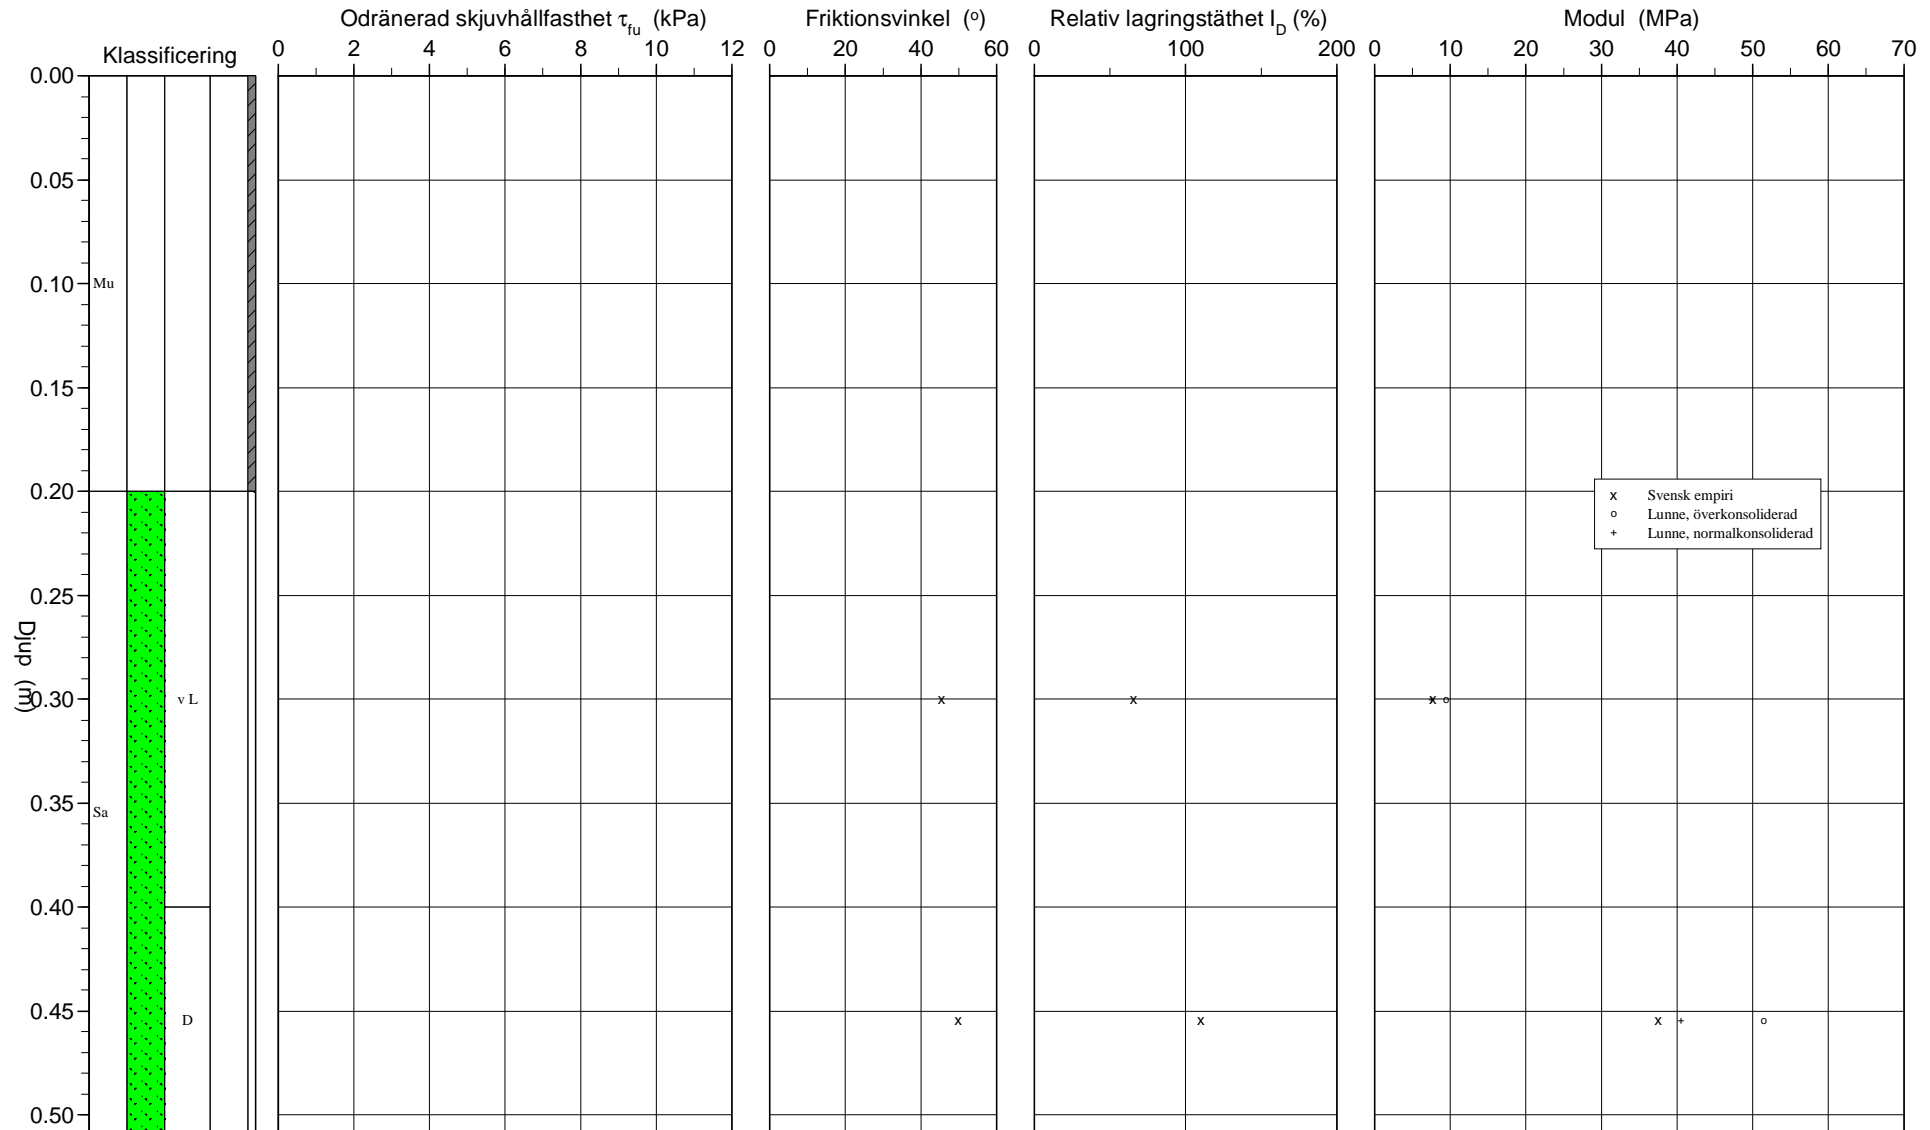 Odränerad skjuvhållfasthet τfu (kPa)
Friktionsvinkel (o)
Relativ lagringstäthet ID (%)
Modul (MPa)
Klassificering
0 2 4 6 8 10 12
0 20 40 60
0 100 200
0 10 20 30 40 50 60 70
0.00
0.05
0.10
Mu
0.15
0.20
x Svensk empiri
o Lunne, överkonsoliderad
+ Lunne, normalkonsoliderad
0.25
Djup (m)
0.30
v L
0.35
Sa
0.40
0.45
D
0.50